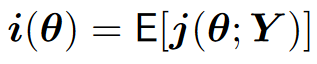 𝒊(𝜽) = E[𝒋(𝜽; 𝒀)]